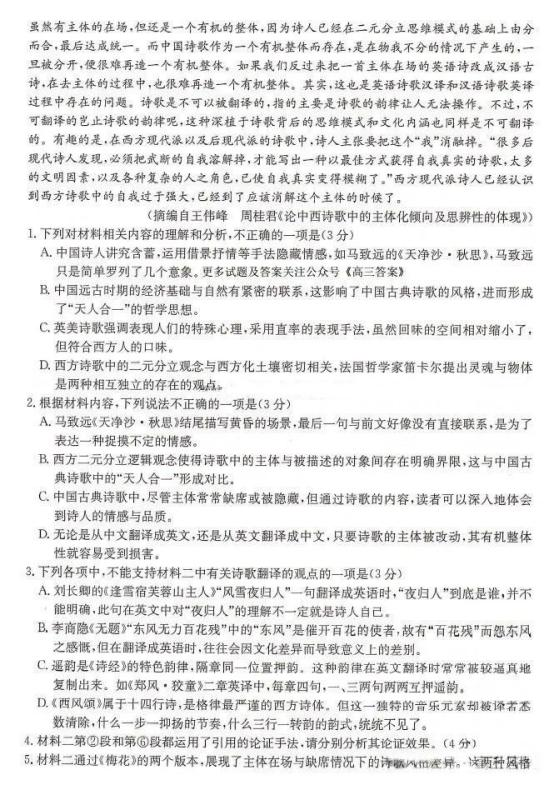 虽然有主体的在场,但还是一个有机的整体,因为诗人已经在二元分立思维模式的基础上由分
而合,最后达成统一。而中国诗歌作为一个有机整体而存在,是在物我不分的情况下产生的,一
旦被分开,便很难再造一个有机整体。如果我们反过来把一首主体在场的英语诗改成汉语古
诗,在去主体的过程中,也很难再造一个有机整体。其实,这也是英语诗歌汉译和汉语诗歌英译
过程中存在的问题。诗歌是不可以被翻译的,指的主要是诗歌的韵律让人无法操作。不过,不
可翻译的岂止诗歌的韵律呢,这种深植于诗歌背后的思维模式和文化内涵也同样是不可翻译
的。有趣的是,在西方现代派以及后现代派的诗歌中,诗人主张要把这个“我”消融掉。“很多后
现代诗人发现,必须把武断的自我溶解掉,才能写出一种以最佳方式获得自我真实的诗歌,太多
的文明因素,以及各种复杂的人之角色,已使自我真实变得模糊了。”西方现代派诗人已经认识
到西方诗歌中的自我过于强大,已经到了应该消解这个主体的时候了。
(摘编自王伟峰 周桂君《论中西诗歌中的主体化倾向及思辨性的体现》)
1. 下列对材料相关内容的理解和分析,不正确的一项是(3 分)
A. 中国诗人讲究含蓄,运用借景抒情等手法隐藏情感,如马致远的《天净沙·秋思》,马致远
只是简单罗列了几个意象。更多试题及答案关注公众号《高三答案》
B. 中国远古时期的经济基础与自然有紧密的联系,这影响了中国古典诗歌的风格,进而形成
了“天人合一”的哲学思想。
C. 英美诗歌强调表现人们的特殊心理,采用直率的表现手法,虽然回味的空间相对缩小了,
但符合西方人的口味。
D. 西方诗歌中的二元分立观念与西方化土壤密切相关,法国哲学家笛卡尔提出灵魂与物体
是两种相互独立的存在的观点。
2. 根据材料内容,下列说法不正确的一项是(3 分)
A. 马致远《天净沙·秋思》结尾描写黄昏的场景,最后一句与前文好像没有直接联系,是为了
表达一种捉摸不定的情感。
B. 西方二元分立逻辑观念使得诗歌中的主体与被描述的对象间存在明确界限,这与中国古
典诗歌中的“天人合一”形成对比。
C. 中国古典诗歌中,尽管主体常常缺席或被隐藏,但通过诗歌的内容,读者可以深入地体会
到诗人的情感与品质。
D. 无论是从中文翻译成英文,还是从英文翻译成中文,只要诗歌的主体被改动,其有机整体
性就容易受到损害。
3. 下列各项中,不能支持材料二中有关诗歌翻译的观点的一项是(3 分)
A. 刘长卿的《逢雪宿芙蓉山主人》“风雪夜归人”一句翻译成英语时,“夜归人”到底是谁,并不
能明确,此句在英文中对“夜归人”的理解不一定就是诗人自己。
B. 李商隐《无题》“东风无力百花残”中的“东风”是催开百花的使者,故有“百花残”而怨东风
之感慨,但在翻译成英语时,往往会因文化差异而导致意义上的差别。
C. 遥韵是《诗经》的特色韵律,隔章同一位置押韵。这种韵律在英文翻译时常常被较逼真地
复制出来。如《郑风·狡童》二章英译中,每章四句,一、三两句两两互押遥韵。
D.《西风颂》属于十四行诗,是格律最严谨的西方诗体。但这一独特的音乐元素却被译者悉
数清除,什么一步一抑扬的节奏,什么三行一转韵的韵式,统统不见了。
4. 材料二第②段和第⑥段都运用了引用的论证手法,请分别分析其论证效果。(4 分)
5. 材料二通过《梅花》的两个版本,展现了主体在场与缺席情况下的诗歌 差异。这两种风格